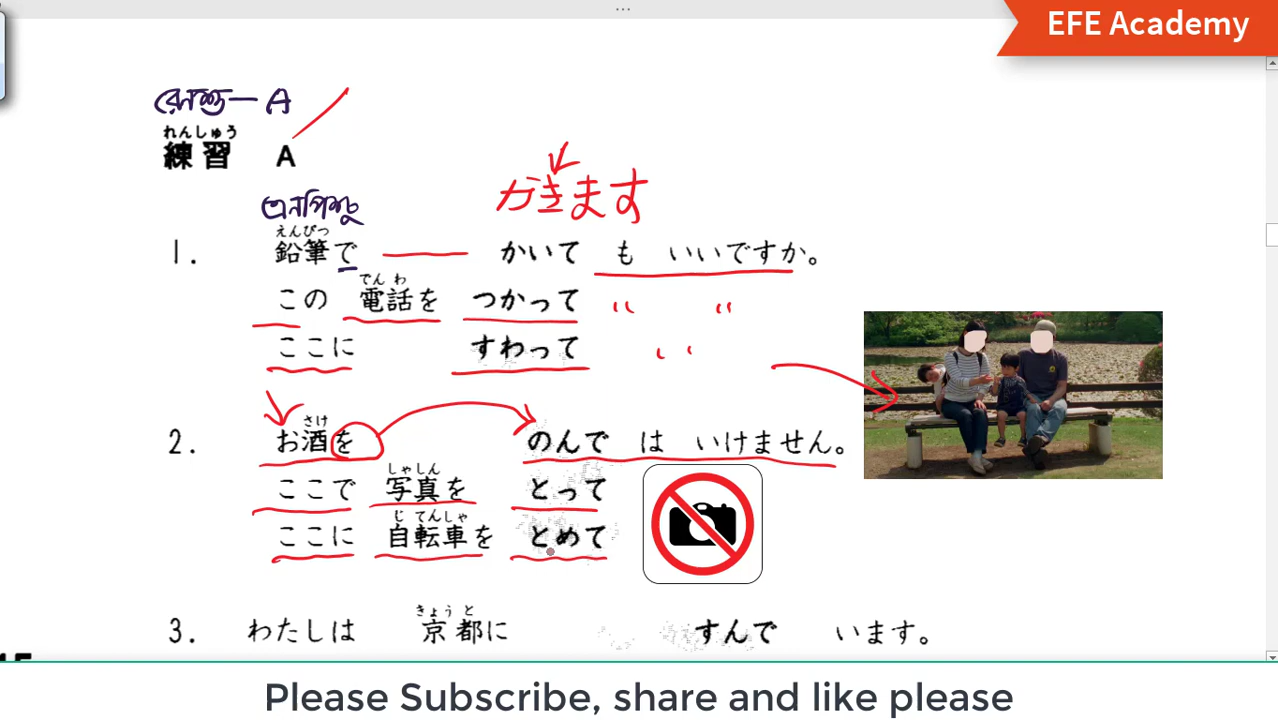 EFE Academy
রেনশু – A
れんしゅう
練習 A
かきます
えんぴつ
1. 鉛筆で かいて も いいですか。
でんわ
この 電話を つかって " "
ここに すわって " "
さけ
2. お酒を のんで は いけません。
しゃしん
ここで 写真を とって
じてんしゃ
ここに 自転車を とめて
きょうと
3. わたしは 京都に すんで います。
Please Subscribe, share and like please